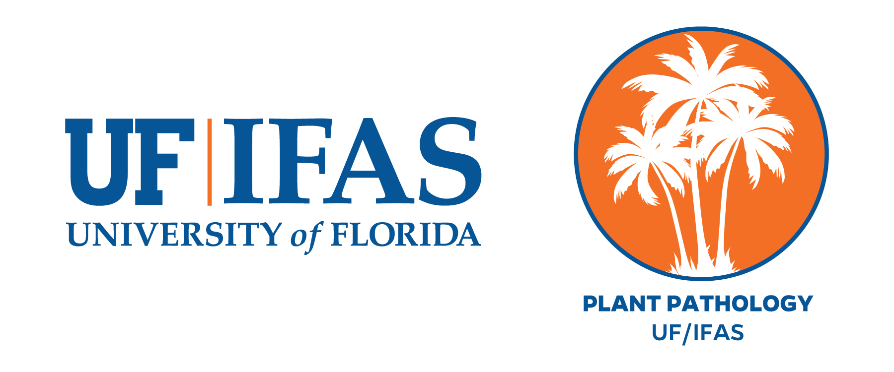 UF|IFAS
UNIVERSITY of FLORIDA
PLANT PATHOLOGY
UF/IFAS